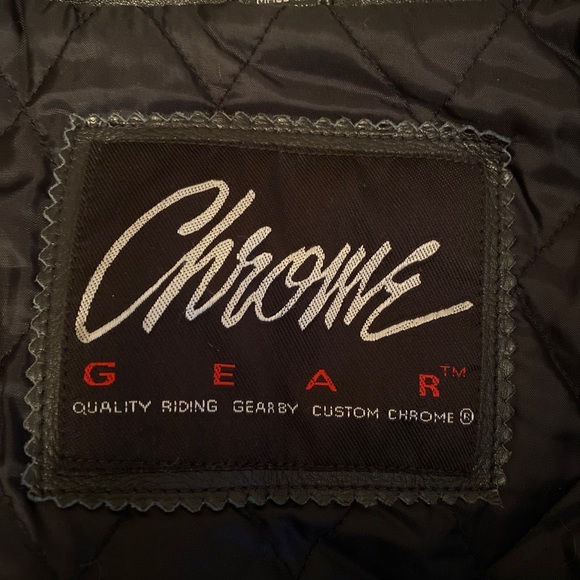 Chrome
GEAR™
QUALITY RIDING GEARBY CUSTOM CHROME®